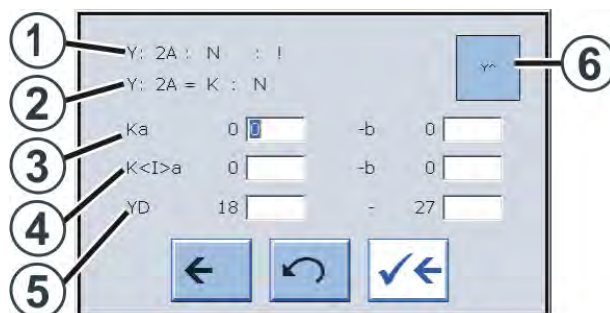 1 Y: 2A : N : !
2 Y: 2A = K : N
Y^ 6
3 Ka 0 0 -b 0
4 K<I>a 0 -b 0
5 YD 18 - 27